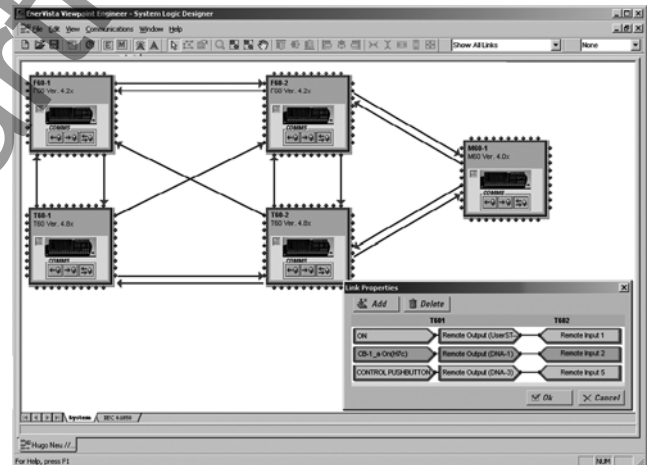 EnerVista Viewpoint Engineer - System Logic Designer
File Edit View Communications Window Help
Show All Links
None
F60-1
F60 Ver. 4.2x
COMMS
F60-2
F60 Ver. 4.2x
COMMS
M60-1
M60 Ver. 4.0x
COMMS
T60-1
T60 Ver. 4.8x
COMMS
T60-2
T60 Ver. 4.8x
COMMS
Link Properties
Add
Delete
T601
T602
ON
Remote Output (UserST-
Remote Input 1
CB-1_a-On(H7c)
Remote Output (DNA-1)
Remote Input 2
CONTROL PUSHBUTTON
Remote Output (DNA-3)
Remote Input 5
Ok
Cancel
System
Hugo Neu //
For Help, press F1
NUM